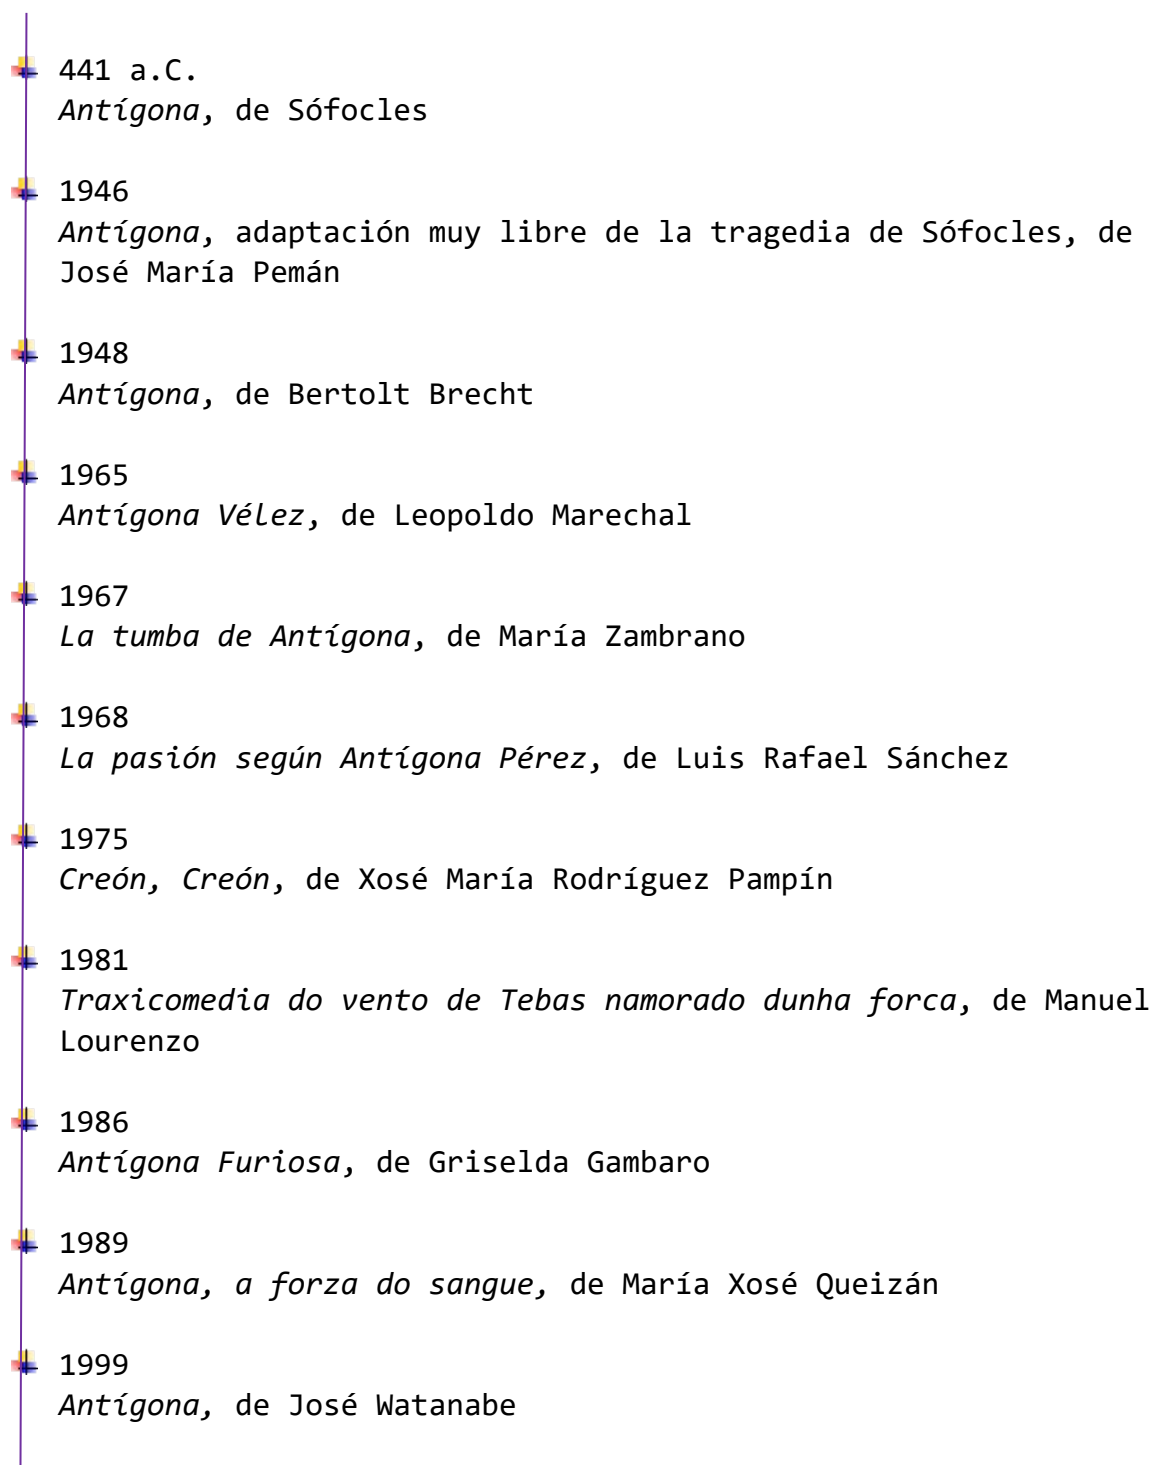 441 a.C.
Antígona, de Sófocles
1946
Antígona, adaptación muy libre de la tragedia de Sófocles, de
José María Pemán
1948
Antígona, de Bertolt Brecht
1965
Antígona Vélez, de Leopoldo Marechal
1967
La tumba de Antígona, de María Zambrano
1968
La pasión según Antígona Pérez, de Luis Rafael Sánchez
1975
Creón, Creón, de Xosé María Rodríguez Pampín
1981
Traxicomedia do vento de Tebas namorado dunha forca, de Manuel
Lourenzo
1986
Antígona Furiosa, de Griselda Gambaro
1989
Antígona, a forza do sangue, de María Xosé Queizán
1999
Antígona, de José Watanabe